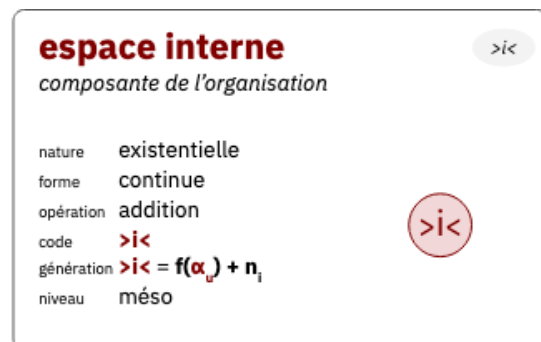 espace interne
>i<
composante de l'organisation
nature existentielle
forme continue
opération addition
code >i<
génération >i< = f(αᵤ) + nᵢ
niveau méso
>i<